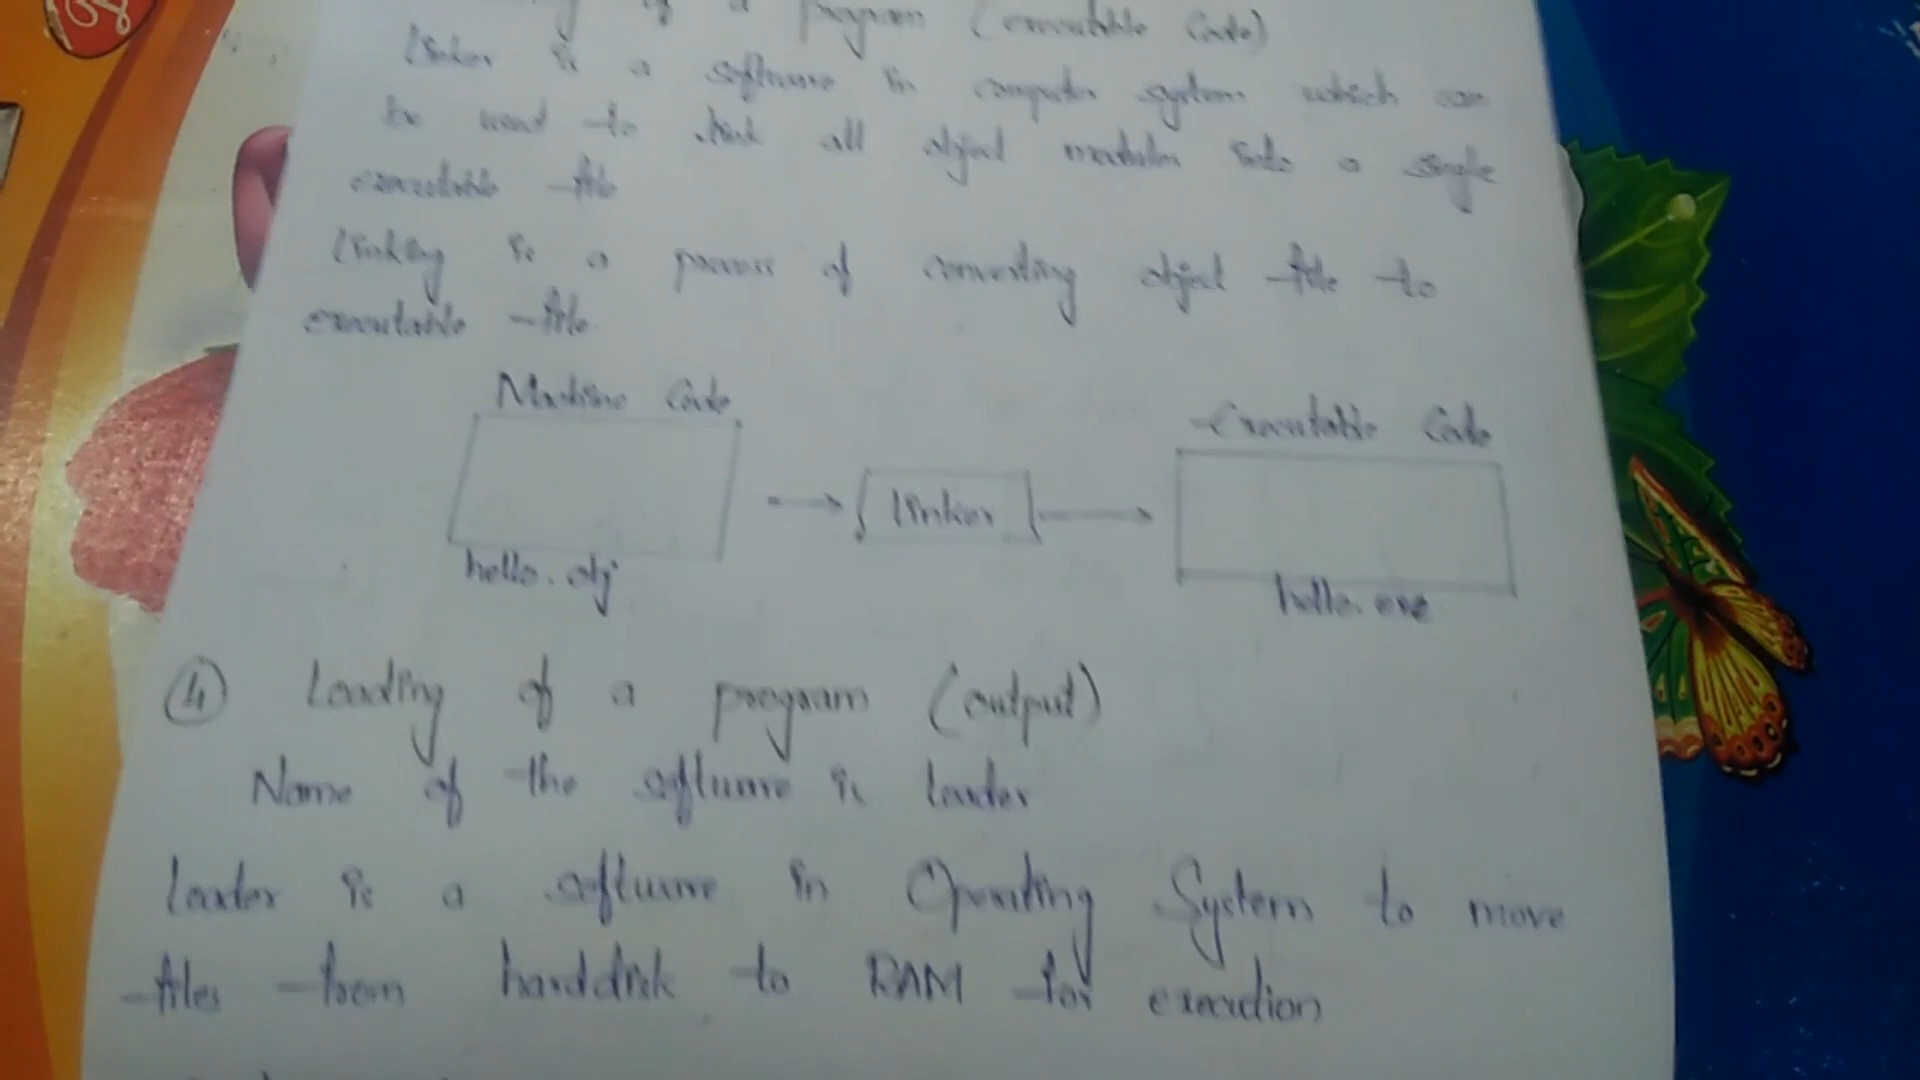 of a program (executable Code)
Linker is a software in computer system which can
be used to link all object modules into a single
executable file
Linking is a process of converting object file to
executable file.
Machine Code
Executable Code
Linker
hello.obj
hello.exe
4 Loading of a program (output)
Name of the software is loader
Loader is a software in Operating System to move
files from harddisk to RAM for execution